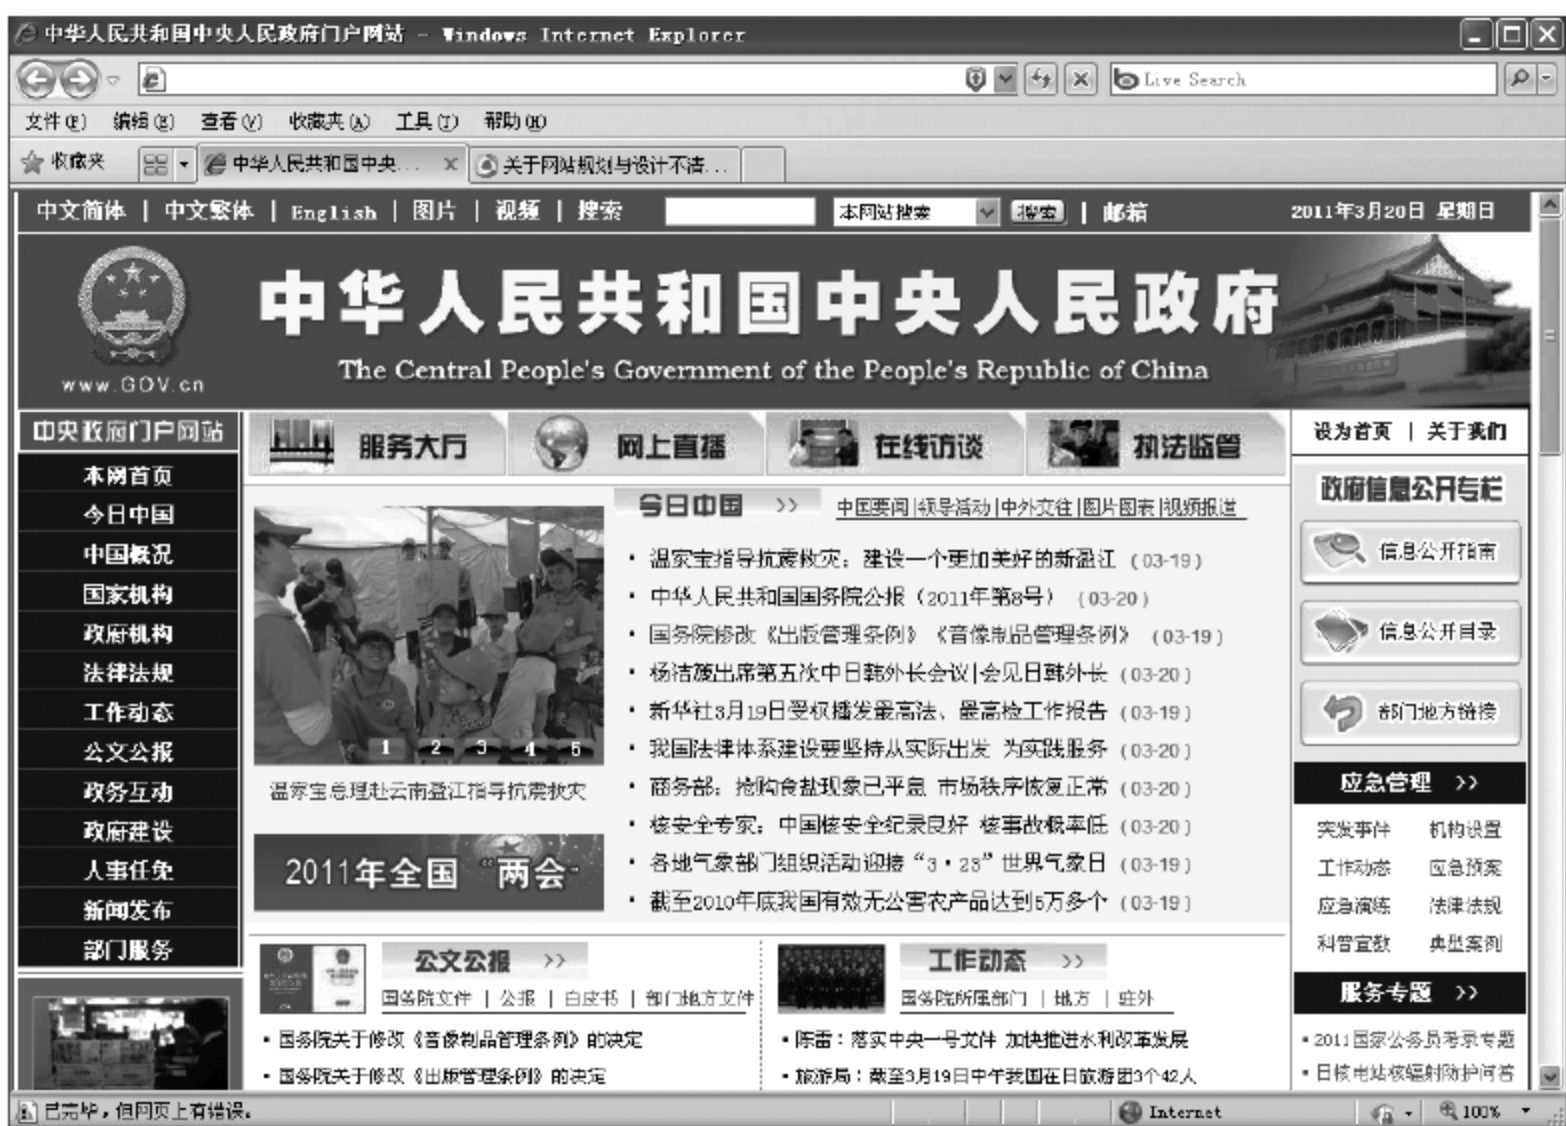 中华人民共和国中央人民政府门户网站 - Windows Internet Explorer
Live Search
文件(F) 编辑(E) 查看(V) 收藏夹(A) 工具(T) 帮助(H)
收藏夹 中华人民共和国中央... 关于网站规划与设计不清...
中文简体 | 中文繁体 | English | 图片 | 视频 | 搜索 本网站搜索 搜索 | 邮箱 2011年3月20日 星期日
中华人民共和国中央人民政府
The Central People's Government of the People's Republic of China
www.GOV.cn
中央政府门户网站
本网首页
今日中国
中国概况
国家机构
政府机构
法律法规
工作动态
公文公报
政务互动
政府建设
人事任免
新闻发布
部门服务
服务大厅 网上直播 在线访谈 执法监管
1 2 3 4 5
温家宝总理赴云南盈江指导抗震救灾
2011年全国“两会”
今日中国 >> 中国要闻|领导活动|中外交往|图片图表|视频报道
· 温家宝指导抗震救灾：建设一个更加美好的新盈江 (03-19)
· 中华人民共和国国务院公报（2011年第8号） (03-20)
· 国务院修改《出版管理条例》《音像制品管理条例》 (03-19)
· 杨洁篪出席第五次中日韩外长会议|会见日韩外长 (03-20)
· 新华社3月19日受权播发最高法、最高检工作报告 (03-19)
· 我国法律体系建设要坚持从实际出发 为实践服务 (03-20)
· 商务部：抢购食盐现象已平息 市场秩序恢复正常 (03-20)
· 核安全专家：中国核安全纪录良好 核事故概率低 (03-20)
· 各地气象部门组织活动迎接“3·23”世界气象日 (03-19)
· 截至2010年底我国有效无公害农产品达到5万多个 (03-19)
公文公报 >>
国务院文件 | 公报 | 白皮书 | 部门地方文件
· 国务院关于修改《音像制品管理条例》的决定
· 国务院关于修改《出版管理条例》的决定
工作动态 >>
国务院所属部门 | 地方 | 驻外
· 陈雷：落实中央一号文件 加快推进水利改革发展
· 旅游局：截至3月19日中午我国在日旅游团3个42人
设为首页 | 关于我们
政府信息公开专栏
信息公开指南
信息公开目录
部门地方链接
应急管理 >>
突发事件 机构设置
工作动态 应急预案
应急演练 法律法规
科普宣教 典型案例
服务专题 >>
· 2011国家公务员考录专题
· 日核电站核辐射防护问答
已完毕，但网页上有错误。 Internet 100%